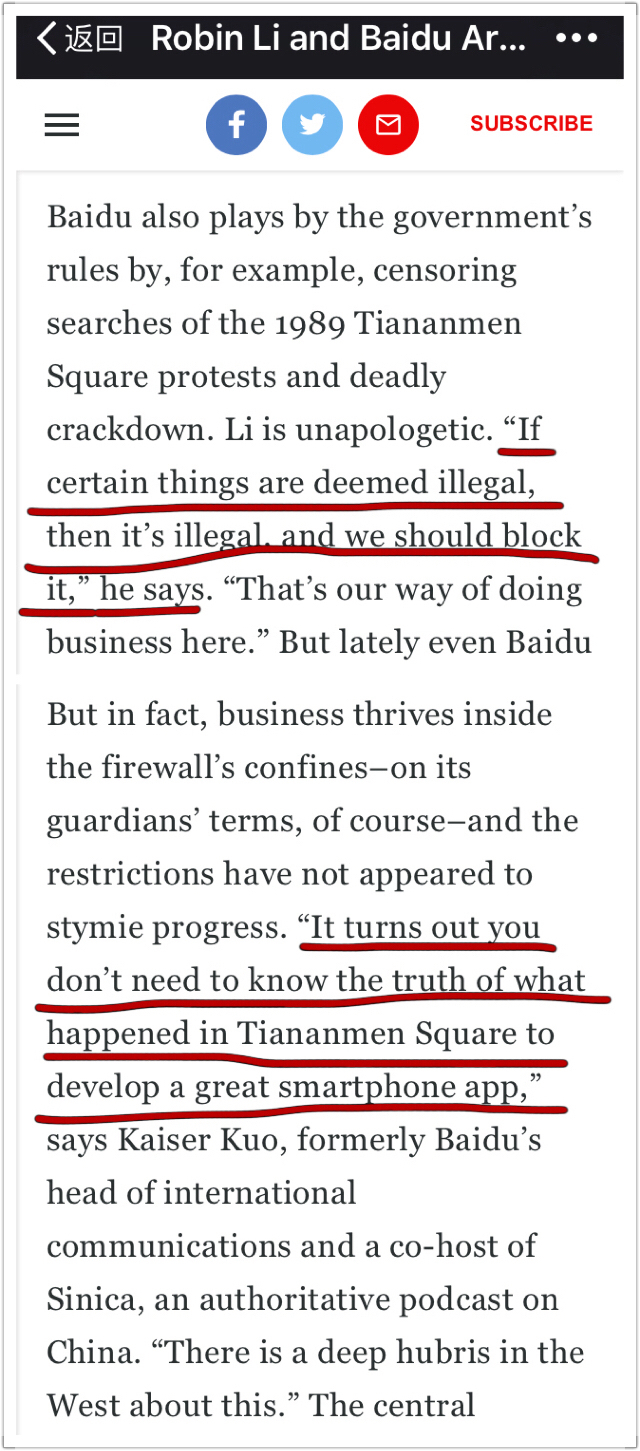 返回 Robin Li and Baidu Ar...
SUBSCRIBE
Baidu also plays by the government’s
rules by, for example, censoring
searches of the 1989 Tiananmen
Square protests and deadly
crackdown. Li is unapologetic. “If
certain things are deemed illegal,
then it’s illegal, and we should block
it,” he says. “That’s our way of doing
business here.” But lately even Baidu
But in fact, business thrives inside
the firewall’s confines–on its
guardians’ terms, of course–and the
restrictions have not appeared to
stymie progress. “It turns out you
don’t need to know the truth of what
happened in Tiananmen Square to
develop a great smartphone app,”
says Kaiser Kuo, formerly Baidu’s
head of international
communications and a co-host of
Sinica, an authoritative podcast on
China. “There is a deep hubris in the
West about this.” The central